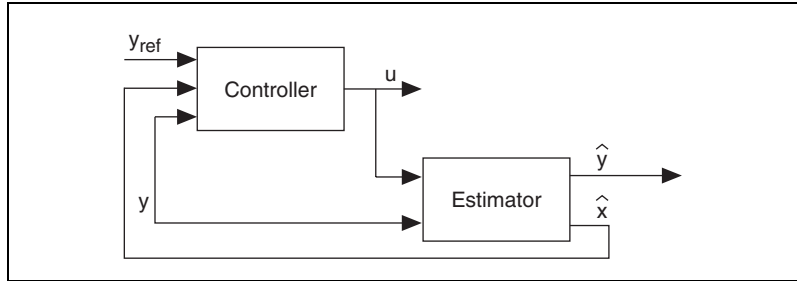 y_ref
Controller
u
ŷ
y
Estimator
x̂